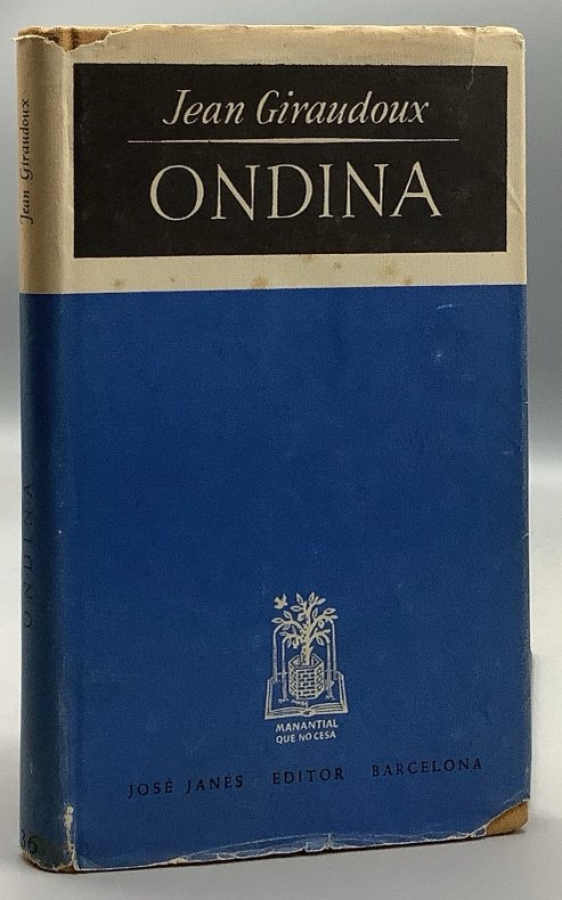 Jean Giraudoux
ONDINA
MANANTIAL
QUE NO CESA
JOSÉ JANÉS EDITOR BARCELONA
Jean Giraudoux
ONDINA
36